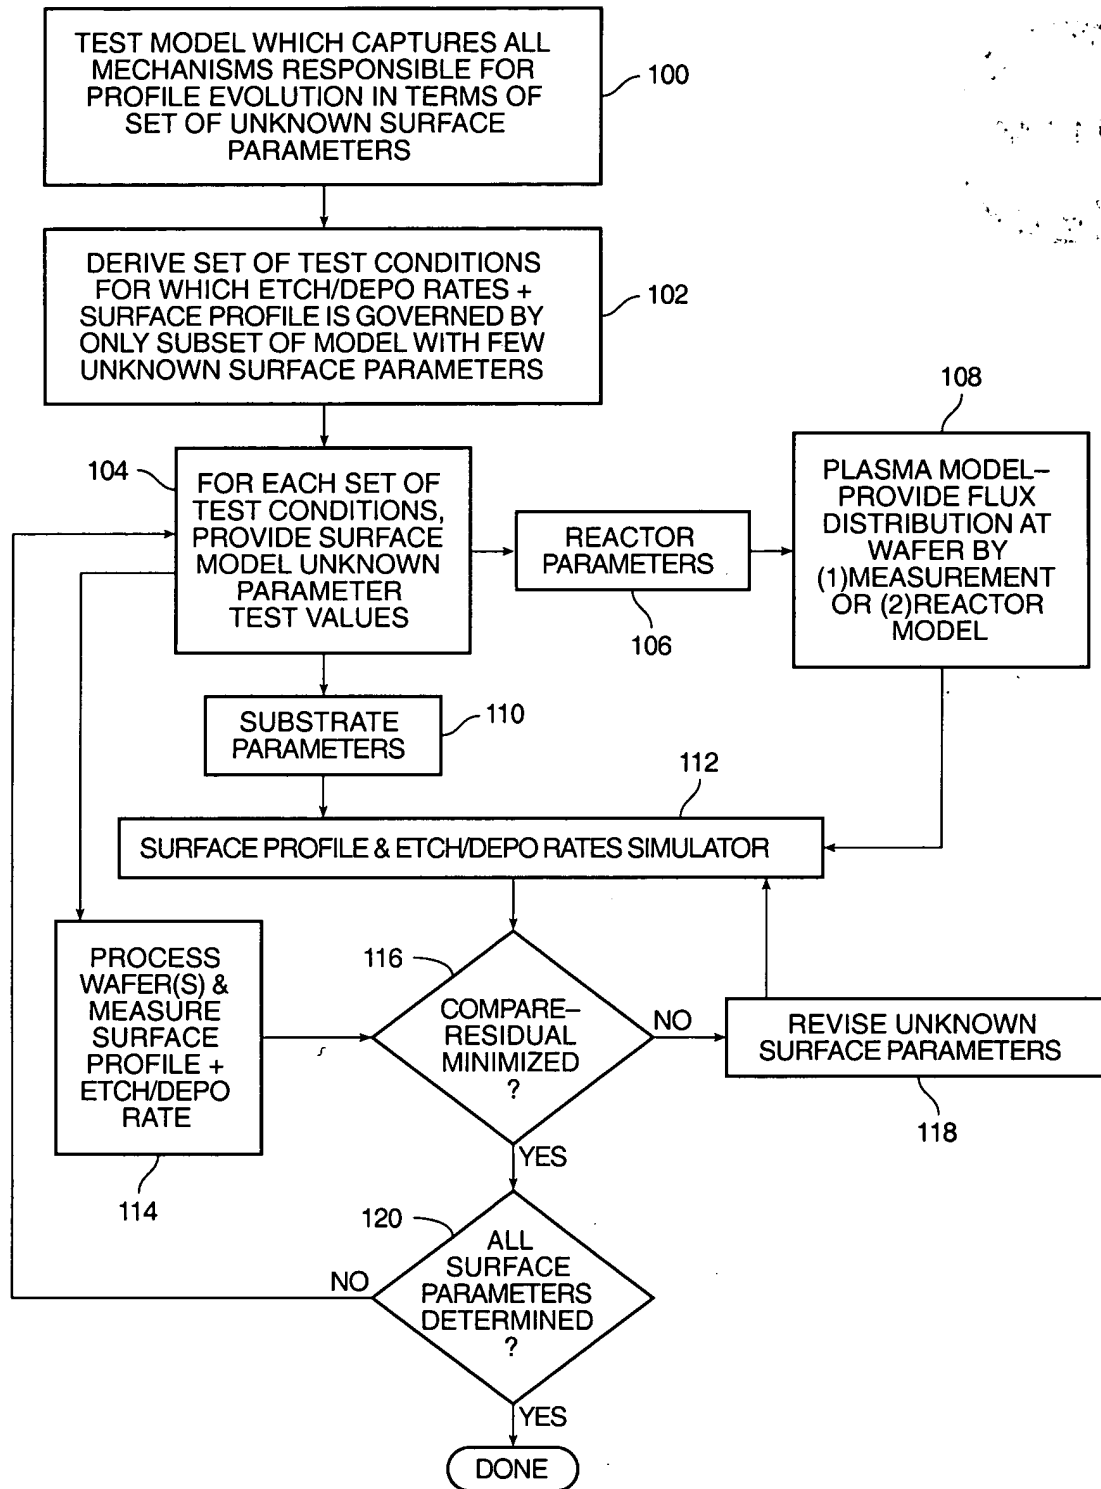 TEST MODEL WHICH CAPTURES ALL
MECHANISMS RESPONSIBLE FOR
PROFILE EVOLUTION IN TERMS OF
SET OF UNKNOWN SURFACE
PARAMETERS
100
DERIVE SET OF TEST CONDITIONS
FOR WHICH ETCH/DEPO RATES +
SURFACE PROFILE IS GOVERNED BY
ONLY SUBSET OF MODEL WITH FEW
UNKNOWN SURFACE PARAMETERS
102
104
FOR EACH SET OF
TEST CONDITIONS,
PROVIDE SURFACE
MODEL UNKNOWN
PARAMETER
TEST VALUES
REACTOR
PARAMETERS
106
108
PLASMA MODEL–
PROVIDE FLUX
DISTRIBUTION AT
WAFER BY
(1)MEASUREMENT
OR (2)REACTOR
MODEL
SUBSTRATE
PARAMETERS
110
112
SURFACE PROFILE & ETCH/DEPO RATES SIMULATOR
PROCESS
WAFER(S) &
MEASURE
SURFACE
PROFILE +
ETCH/DEPO
RATE
114
116
COMPARE–
RESIDUAL
MINIMIZED
?
NO
REVISE UNKNOWN
SURFACE PARAMETERS
118
YES
120
ALL
SURFACE
PARAMETERS
DETERMINED
?
NO
YES
DONE